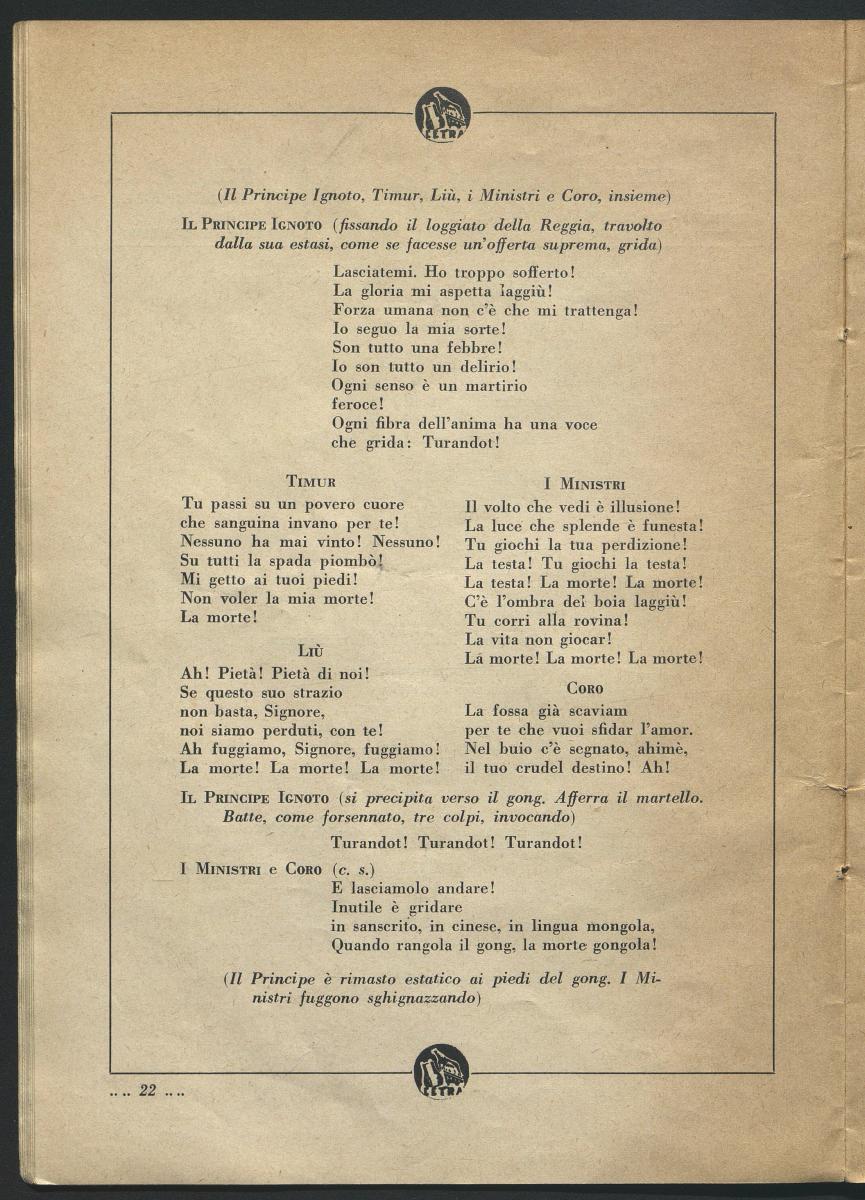 CETRA
(Il Principe Ignoto, Timur, Liù, i Ministri e Coro, insieme)
IL PRINCIPE IGNOTO (fissando il loggiato della Reggia, travolto
dalla sua estasi, come se facesse un'offerta suprema, grida)
Lasciatemi. Ho troppo sofferto!
La gloria mi aspetta laggiù!
Forza umana non c'è che mi trattenga!
Io seguo la mia sorte!
Son tutto una febbre!
Io son tutto un delirio!
Ogni senso è un martirio
feroce!
Ogni fibra dell'anima ha una voce
che grida: Turandot!
TIMUR
Tu passi su un povero cuore
che sanguina invano per te!
Nessuno ha mai vinto! Nessuno!
Su tutti la spada piombò!
Mi getto ai tuoi piedi!
Non voler la mia morte!
La morte!
LIÙ
Ah! Pietà! Pietà di noi!
Se questo suo strazio
non basta, Signore,
noi siamo perduti, con te!
Ah fuggiamo, Signore, fuggiamo!
La morte! La morte! La morte!
I MINISTRI
Il volto che vedi è illusione!
La luce che splende è funesta!
Tu giochi la tua perdizione!
La testa! Tu giochi la testa!
La testa! La morte! La morte!
C'è l'ombra del boia laggiù!
Tu corri alla rovina!
La vita non giocar!
La morte! La morte! La morte!
CORO
La fossa già scaviam
per te che vuoi sfidar l'amor.
Nel buio c'è segnato, ahimè,
il tuo crudel destino! Ah!
IL PRINCIPE IGNOTO (si precipita verso il gong. Afferra il martello.
Batte, come forsennato, tre colpi, invocando)
Turandot! Turandot! Turandot!
I MINISTRI e CORO (c. s.)
E lasciamolo andare!
Inutile è gridare
in sanscrito, in cinese, in lingua mongola,
Quando rangola il gong, la morte gongola!
(Il Principe è rimasto estatico ai piedi del gong. I Mi-
nistri fuggono sghignazzando)
CETRA
.. .. 22 .. ..